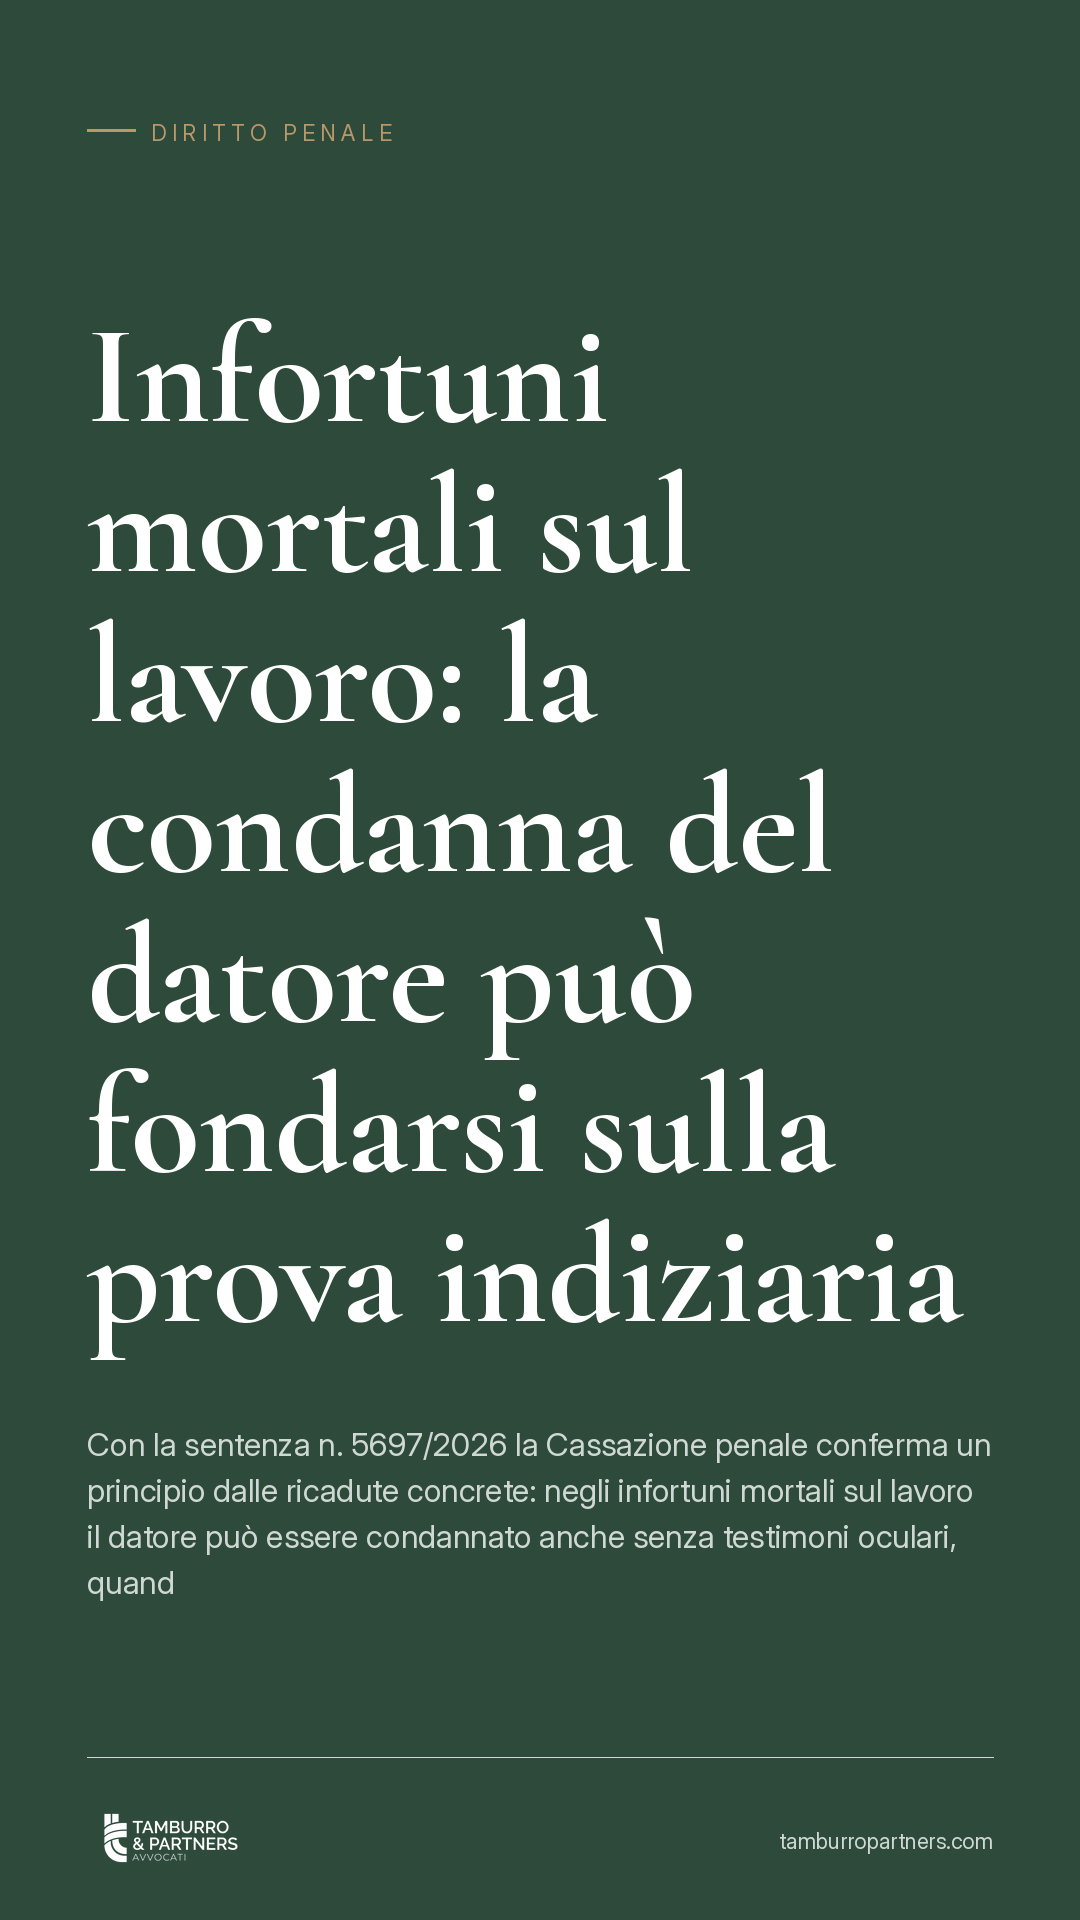 DIRITTO PENALE
Infortuni
mortali sul
lavoro: la
condanna del
datore può
fondarsi sulla
prova indiziaria
Con la sentenza n. 5697/2026 la Cassazione penale conferma un
principio dalle ricadute concrete: negli infortuni mortali sul lavoro
il datore può essere condannato anche senza testimoni oculari,
quand
TAMBURRO
& PARTNERS
AVVOCATI
tamburropartners.com